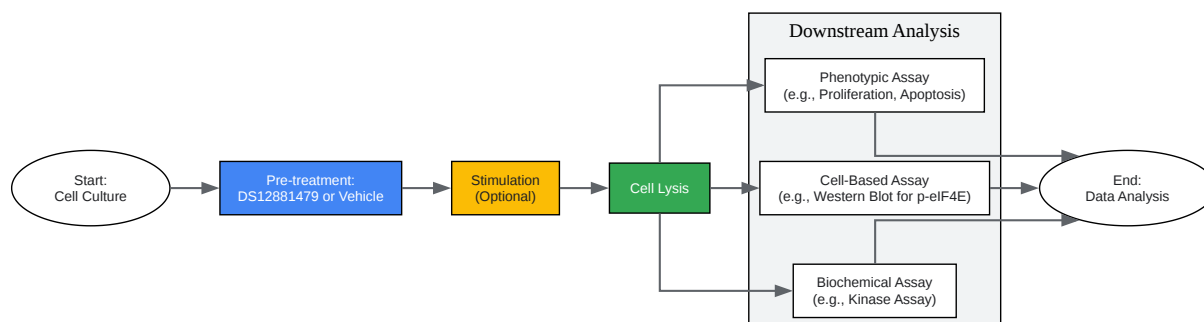 Downstream Analysis
Phenotypic Assay
(e.g., Proliferation, Apoptosis)
Start:
Cell Culture
Pre-treatment:
DS12881479 or Vehicle
Stimulation
(Optional)
Cell Lysis
Cell-Based Assay
(e.g., Western Blot for p-eIF4E)
End:
Data Analysis
Biochemical Assay
(e.g., Kinase Assay)